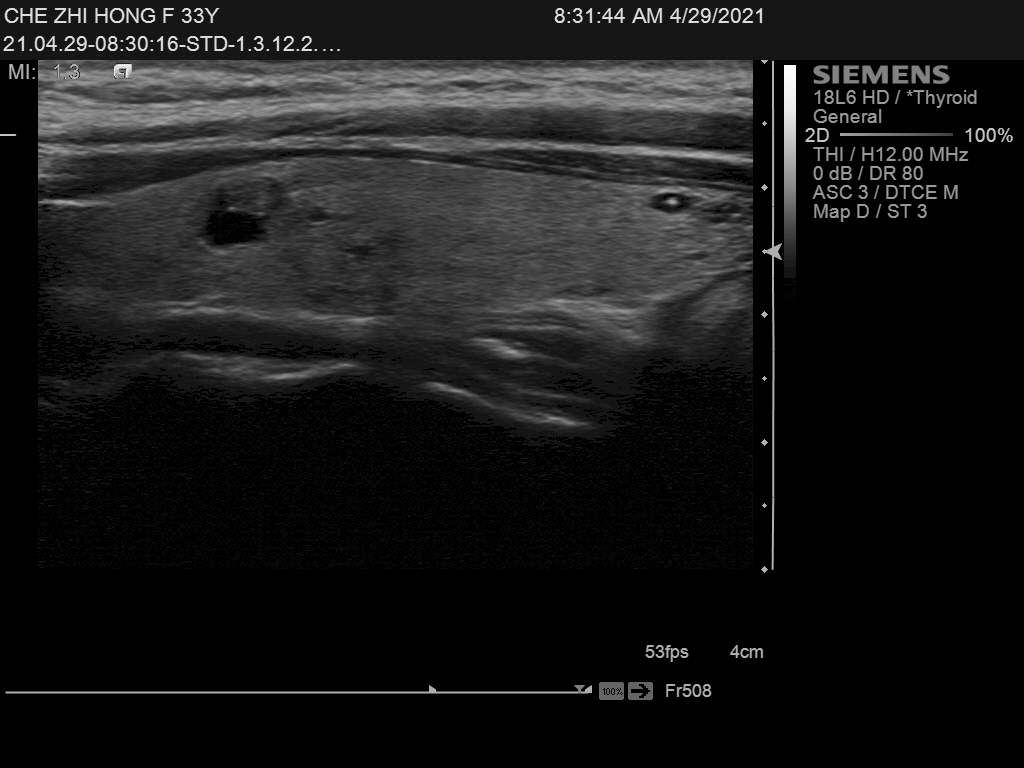 CHE ZHI HONG F 33Y 8:31:44 AM 4/29/2021
21.04.29-08:30:16-STD-1.3.12.2....
MI: 1.3
SIEMENS
18L6 HD / *Thyroid
General
2D 100%
THI / H12.00 MHz
0 dB / DR 80
ASC 3 / DTCE M
Map D / ST 3
53fps 4cm
100% Fr508